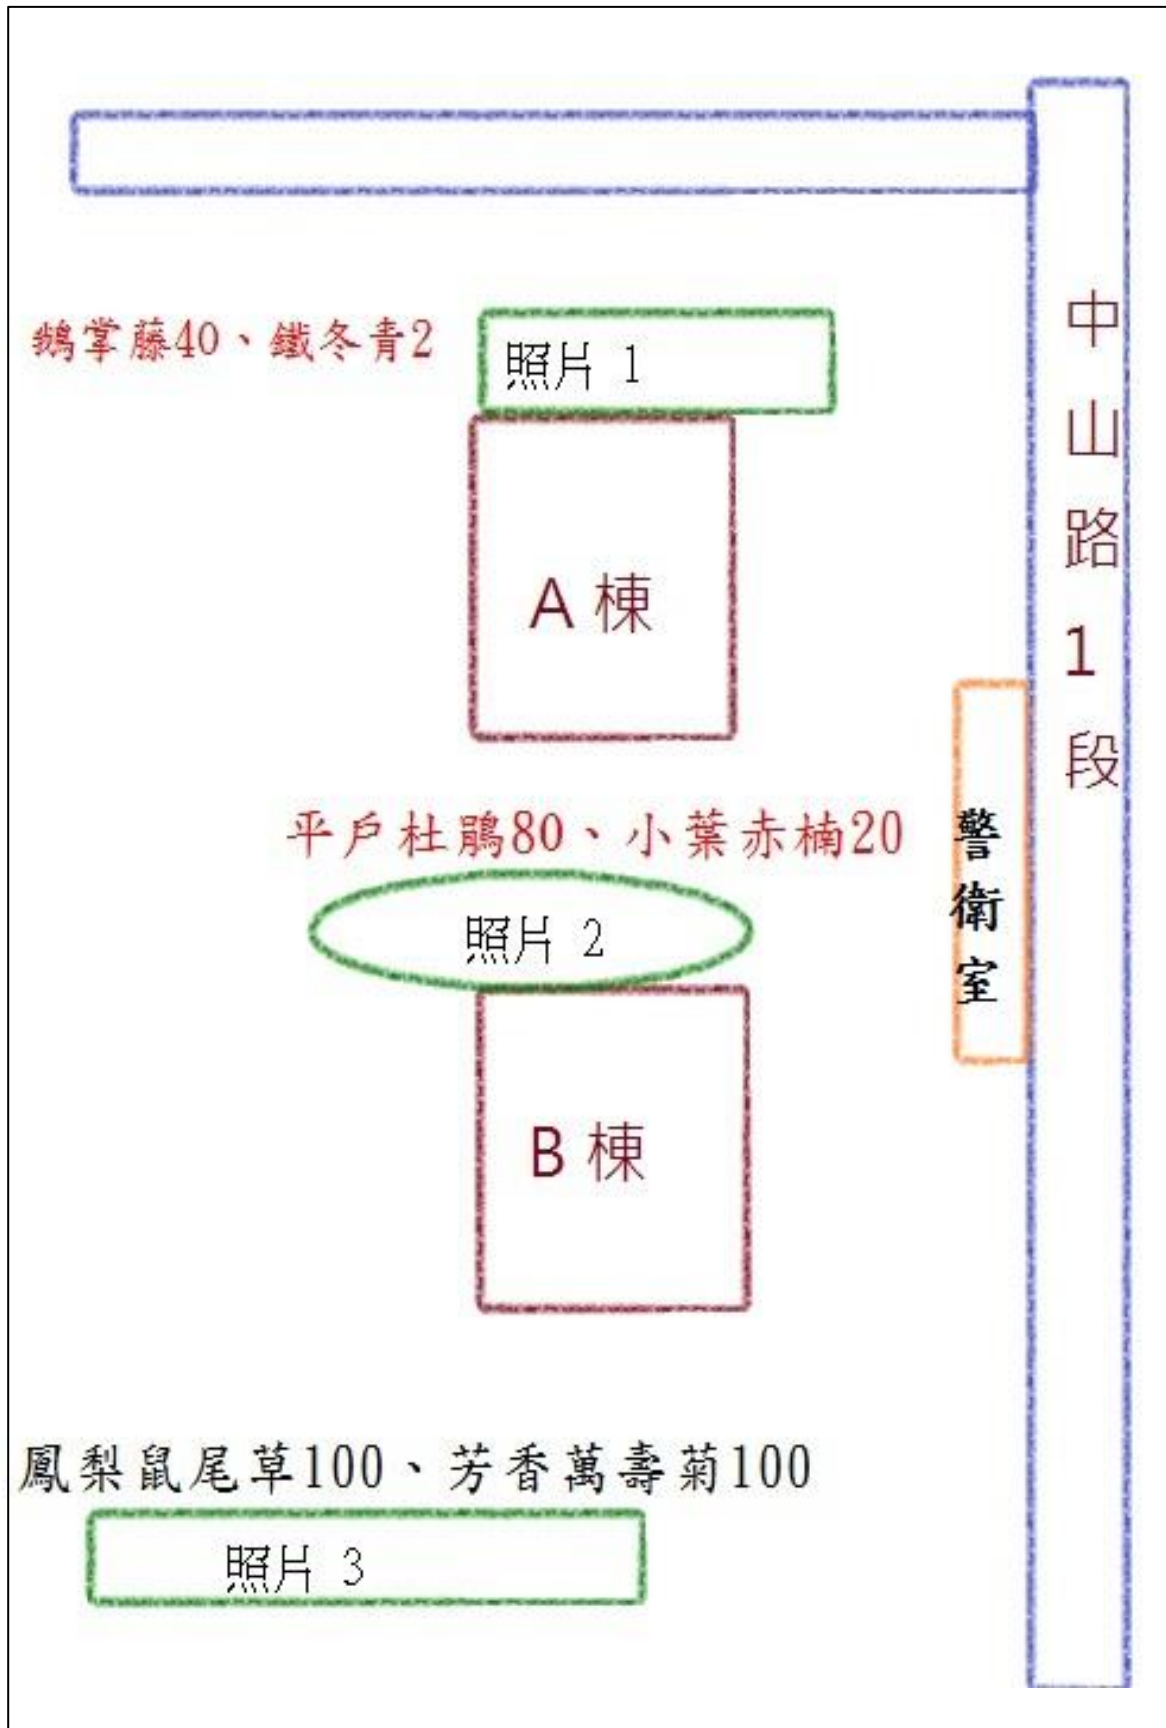 鵝掌藤40、鐵冬青2
照片 1
A 棟
平戶杜鵑80、小葉赤楠20
照片 2
B 棟
鳳梨鼠尾草100、芳香萬壽菊100
照片 3
警衛室
中山路1段